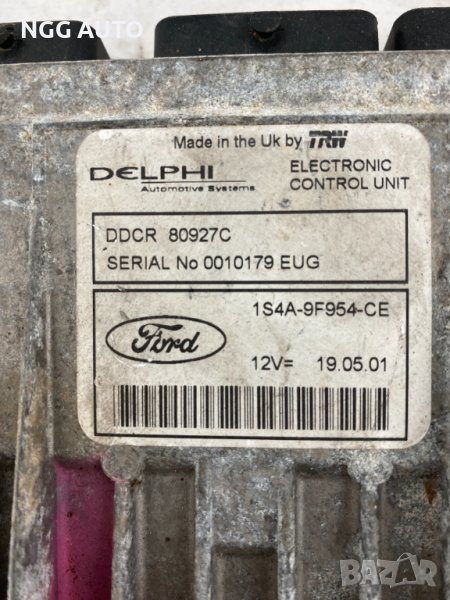 NGG AUTO
Made in the Uk by TRW
DELPHI
Automotive Systems
ELECTRONIC
CONTROL UNIT
DDCR 80927C
SERIAL No 0010179 EUG
1S4A-9F954-CE
Ford
12V= 19.05.01
BAZAR